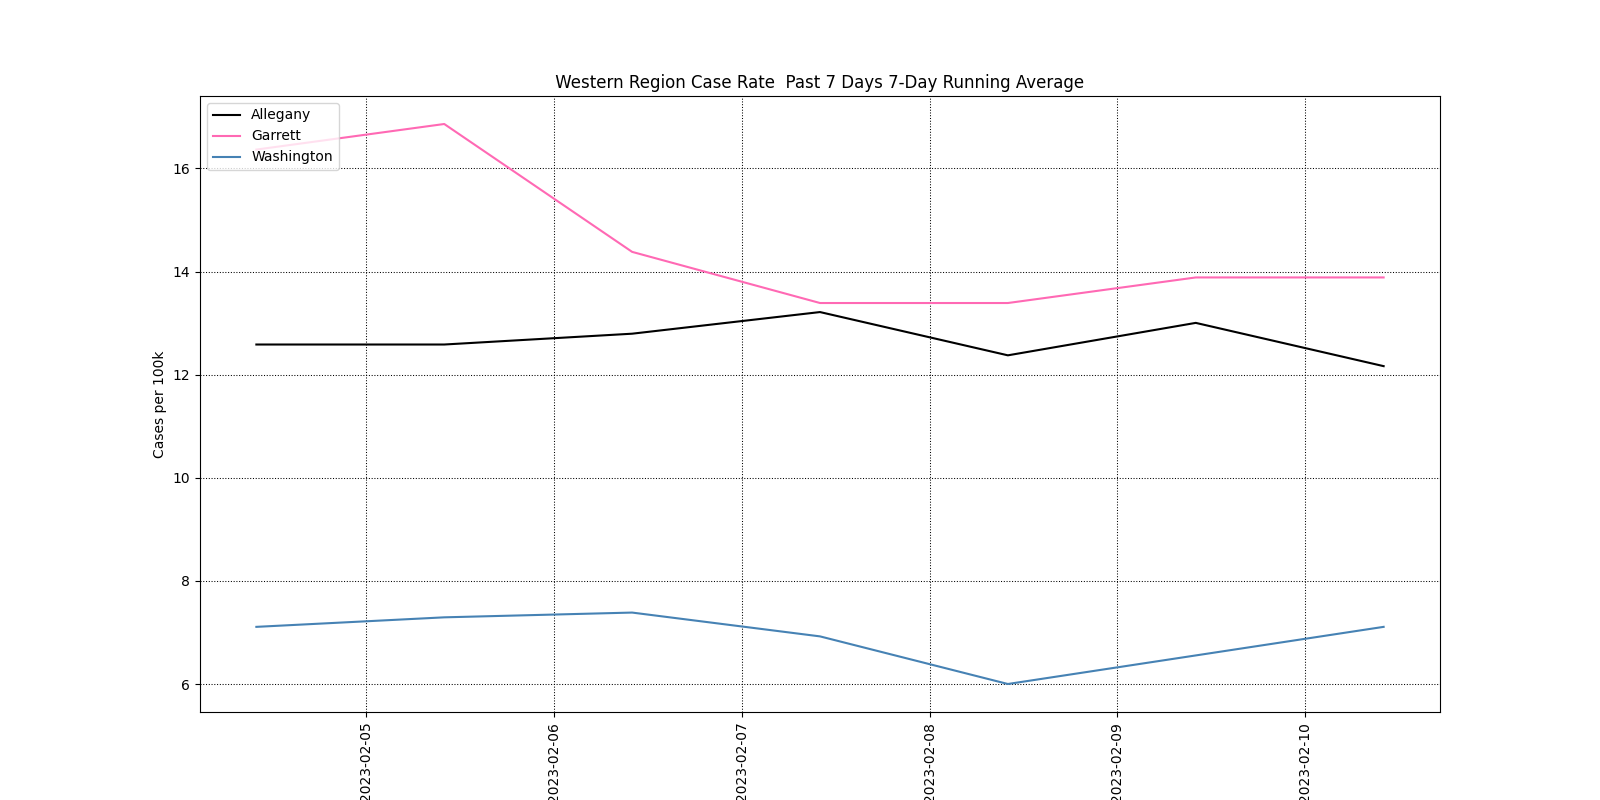 Western Region Case Rate  Past 7 Days 7-Day Running Average
Allegany
Garrett
Washington
16
14
12
10
8
6
Cases per 100k
2023-02-05
2023-02-06
2023-02-07
2023-02-08
2023-02-09
2023-02-10